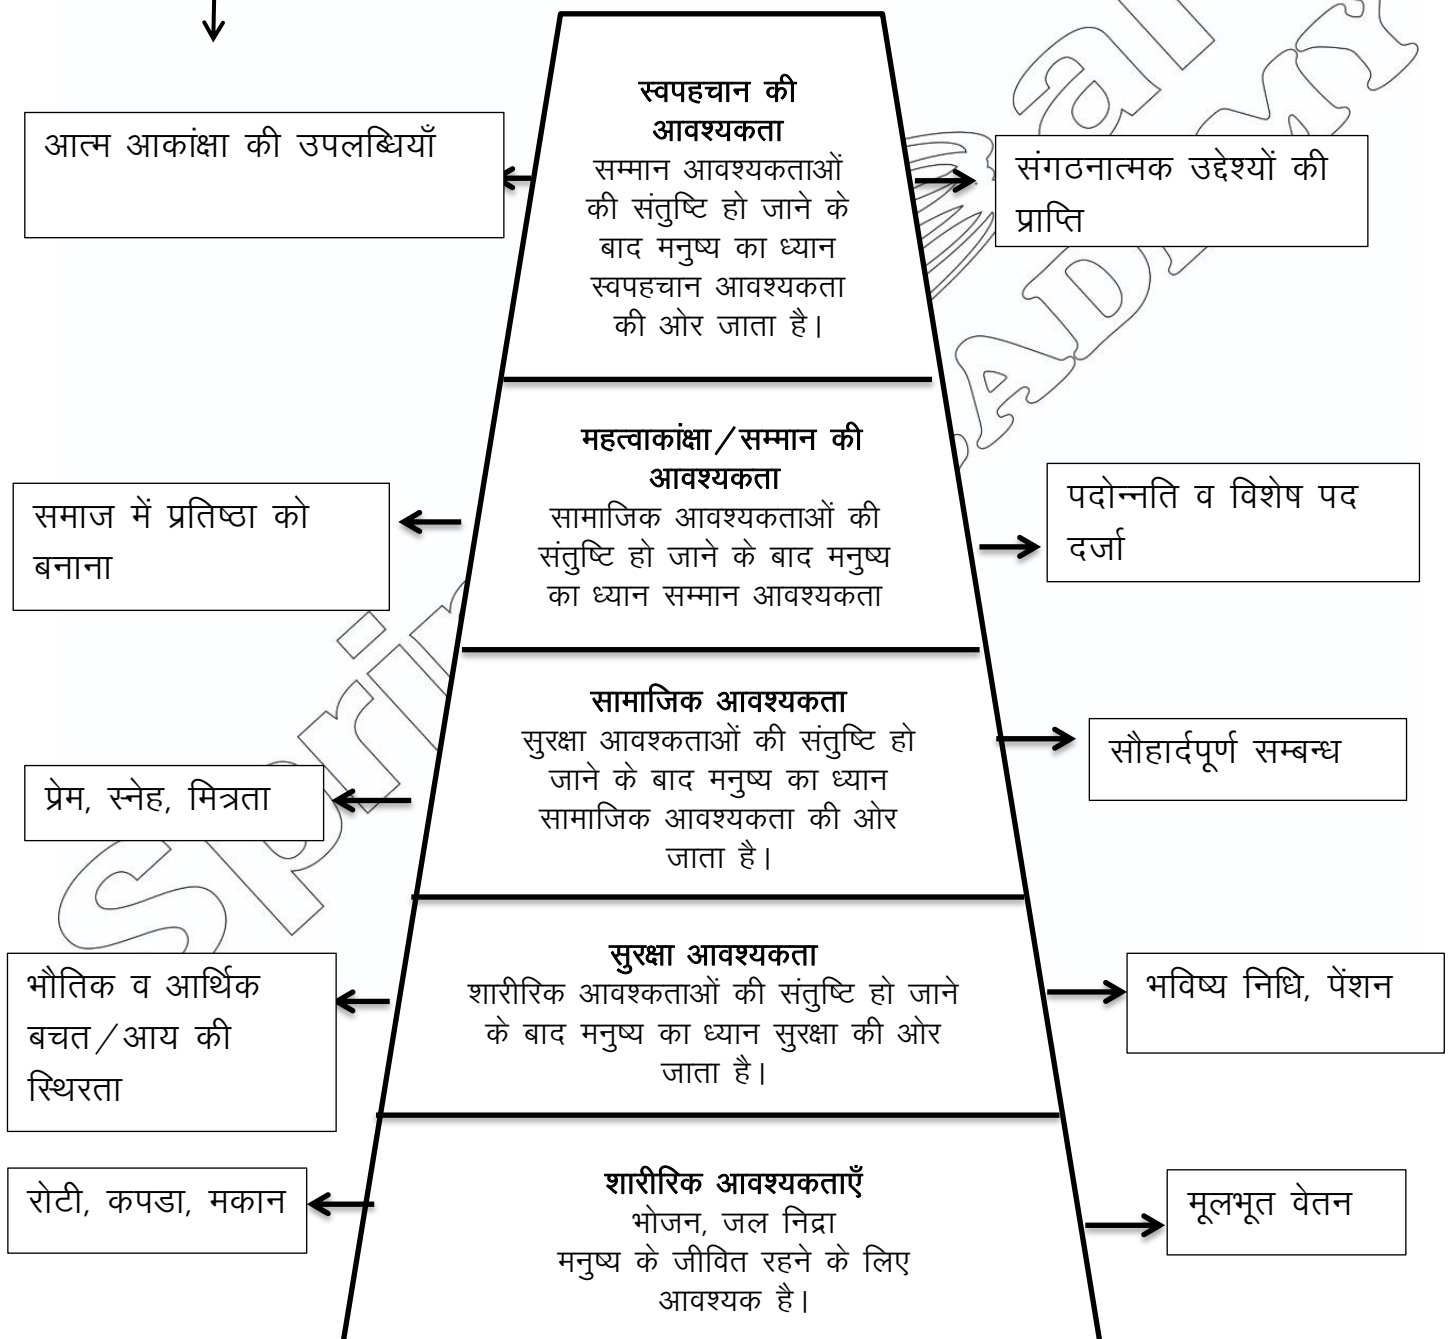 स्वपहचान की
आवश्यकता
सम्मान आवश्यकताओं
की संतुष्टि हो जाने के
बाद मनुष्य का ध्यान
स्वपहचान आवश्यकता
की ओर जाता है।
आत्म आकांक्षा की उपलब्धियाँ
संगठनात्मक उद्देश्यों की
प्राप्ति
महत्वाकांक्षा/सम्मान की
आवश्यकता
सामाजिक आवश्यकताओं की
संतुष्टि हो जाने के बाद मनुष्य
का ध्यान सम्मान आवश्यकता
समाज में प्रतिष्ठा को
बनाना
पदोन्नति व विशेष पद
दर्जा
सामाजिक आवश्यकता
सुरक्षा आवश्कताओं की संतुष्टि हो
जाने के बाद मनुष्य का ध्यान
सामाजिक आवश्यकता की ओर
जाता है।
प्रेम, स्नेह, मित्रता
सौहार्दपूर्ण सम्बन्ध
सुरक्षा आवश्यकता
शारीरिक आवश्कताओं की संतुष्टि हो जाने
के बाद मनुष्य का ध्यान सुरक्षा की ओर
जाता है।
भौतिक व आर्थिक
बचत/आय की
स्थिरता
भविष्य निधि, पेंशन
शारीरिक आवश्यकताएँ
भोजन, जल निद्रा
मनुष्य के जीवित रहने के लिए
आवश्यक है।
रोटी, कपडा, मकान
मूलभूत वेतन